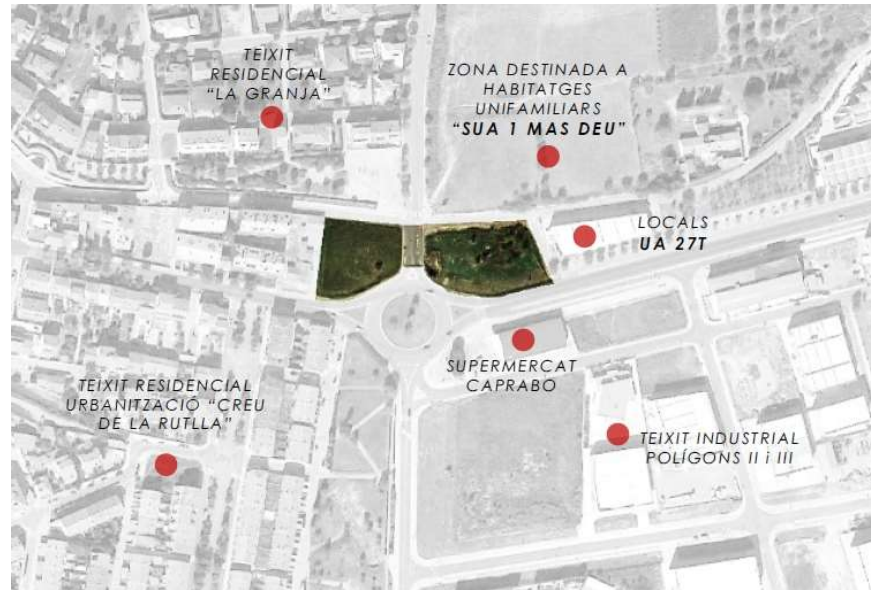 TEIXIT
RESIDENCIAL
“LA GRANJA”
ZONA DESTINADA A
HABITATGES
UNIFAMILIARS
“SUA 1 MAS DEU”
LOCALS
UA 27T
SUPERMERCAT
CAPRABO
TEIXIT RESIDENCIAL
URBANITZACIÓ “CREU
DE LA RUTLLA”
TEIXIT INDUSTRIAL
POLÍGONS II i III